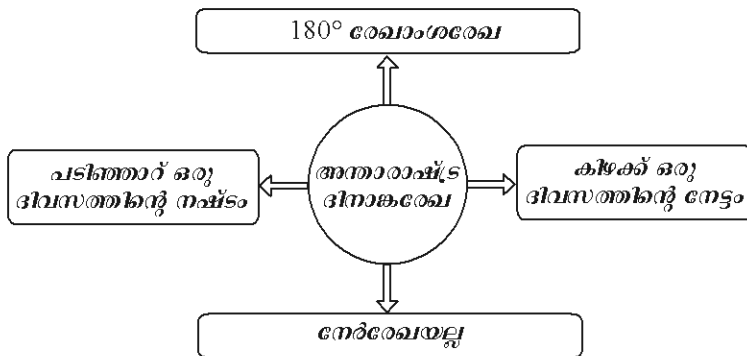 180° രേഖാംശരേഖ
പടിഞ്ഞാറ് ഒരു
ദിവസത്തിന്റെ നഷ്ടം
അന്താരാഷ്ട്ര
ദിനാങ്കരേഖ
കിഴക്ക് ഒരു
ദിവസത്തിന്റെ നേട്ടം
നേർരേഖയല്ല